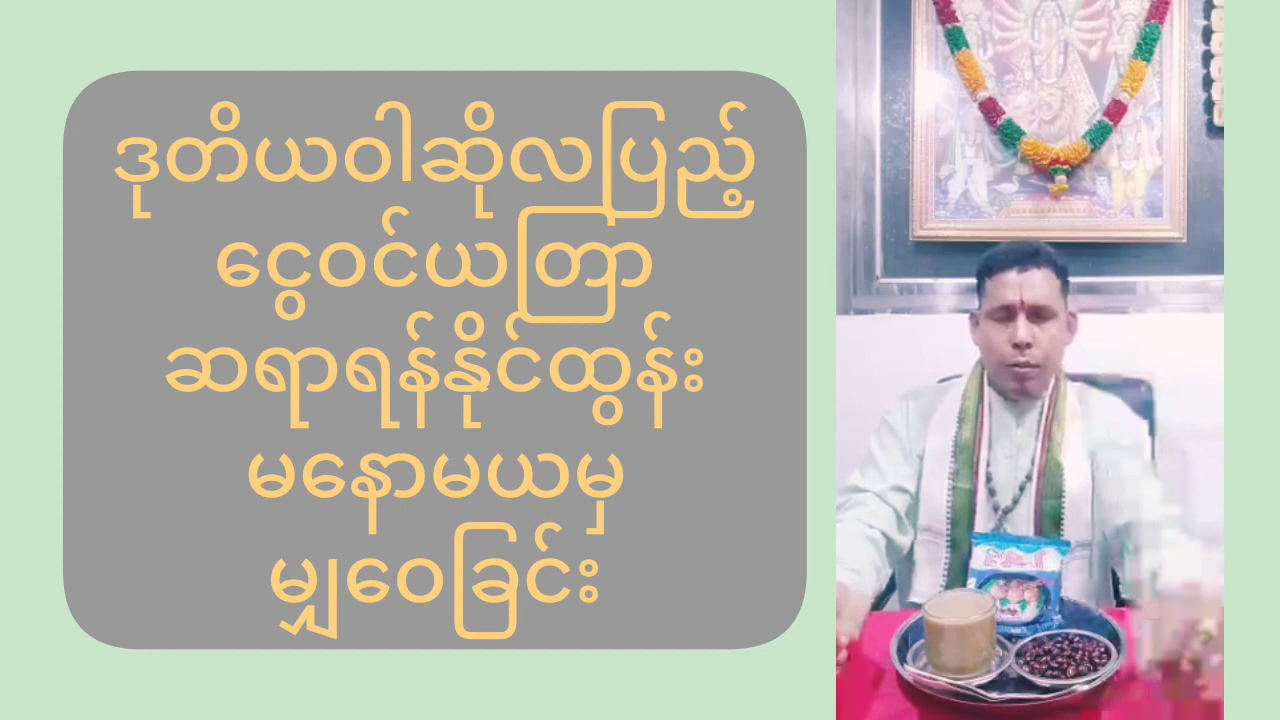 ဒုတိယဝါဆိုလပြည့်
ငွေဝင်ယတြာ
ဆရာရန်နိုင်ထွန်း
မနောမယမှ
မျှဝေခြင်း